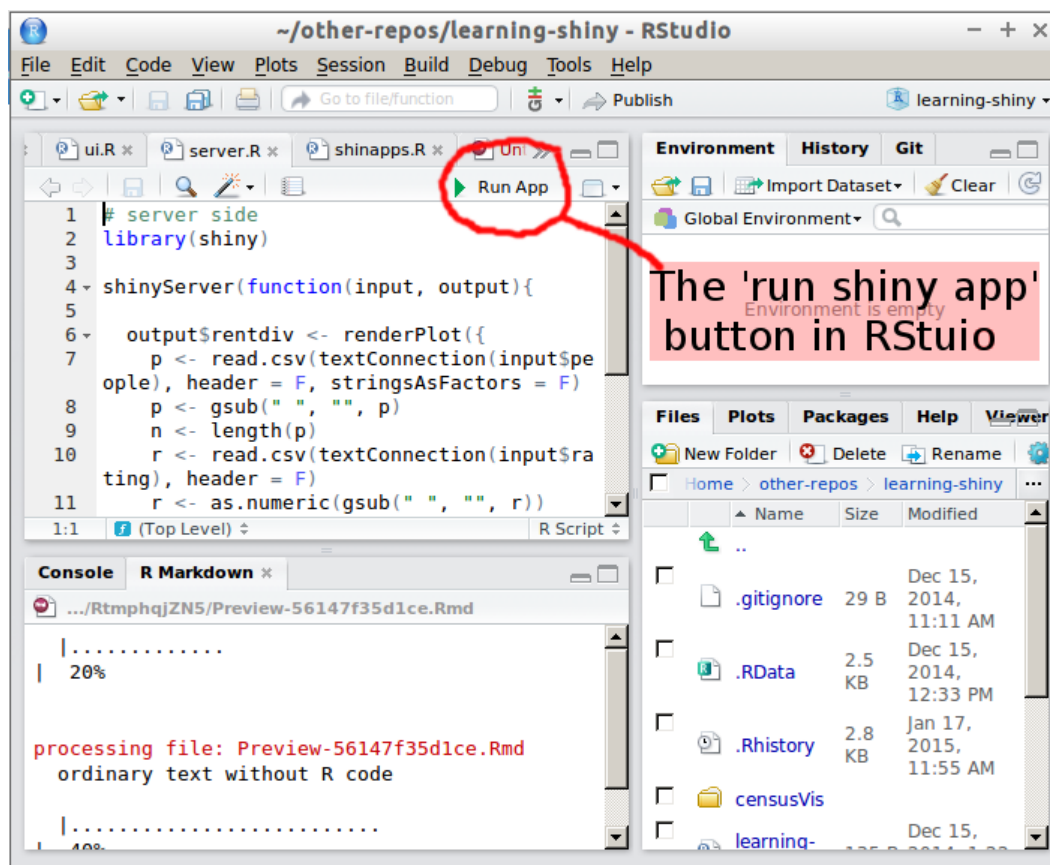 ~/other-repos/learning-shiny - RStudio
File Edit Code View Plots Session Build Debug Tools Help
Go to file/function Publish learning-shiny
ui.R × server.R × shinapps.R × Unt
Run App
1 # server side
2 library(shiny)
3
4 shinyServer(function(input, output){
5
6 output$rentdiv <- renderPlot({
7 p <- read.csv(textConnection(input$pe
ople), header = F, stringsAsFactors = F)
8 p <- gsub(" ", "", p)
9 n <- length(p)
10 r <- read.csv(textConnection(input$ra
ting), header = F)
11 r <- as.numeric(gsub(" ", "", r))
1:1 (Top Level) R Script
Console R Markdown ×
.../RtmphqjZN5/Preview-56147f35d1ce.Rmd
|.............
| 20%
processing file: Preview-56147f35d1ce.Rmd
ordinary text without R code
|..........................
| 40%
Environment History Git
Import Dataset Clear
Global Environment
The 'run shiny app'
Environment is empty
button in RStuio
Files Plots Packages Help Viewer
New Folder Delete Rename
Home > other-repos > learning-shiny ...
Name Size Modified
..
.gitignore 29 B Dec 15,
2014,
11:11 AM
.RData 2.5
KB Dec 15,
2014,
12:33 PM
.Rhistory 2.8
KB Jan 17,
2015,
11:55 AM
censusVis
learning- Dec 15,